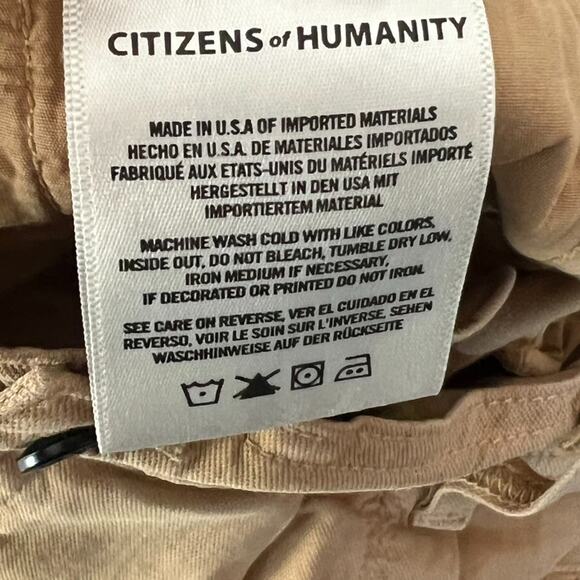 CITIZENS of HUMANITY
MADE IN U.S.A OF IMPORTED MATERIALS
HECHO EN U.S.A. DE MATERIALES IMPORTADOS
FABRIQUÉ AUX ETATS-UNIS DU MATÉRIELS IMPORTÉ
HERGESTELLT IN DEN USA MIT
IMPORTIERTEM MATERIAL
MACHINE WASH COLD WITH LIKE COLORS,
INSIDE OUT, DO NOT BLEACH, TUMBLE DRY LOW,
IRON MEDIUM IF NECESSARY,
IF DECORATED OR PRINTED DO NOT IRON.
SEE CARE ON REVERSE, VER EL CUIDADO EN EL
REVERSO, VOIR LE SOIN SUR L'INVERSE, SEHEN
WASCHHINWEISE AUF DER RÜCKSEITE